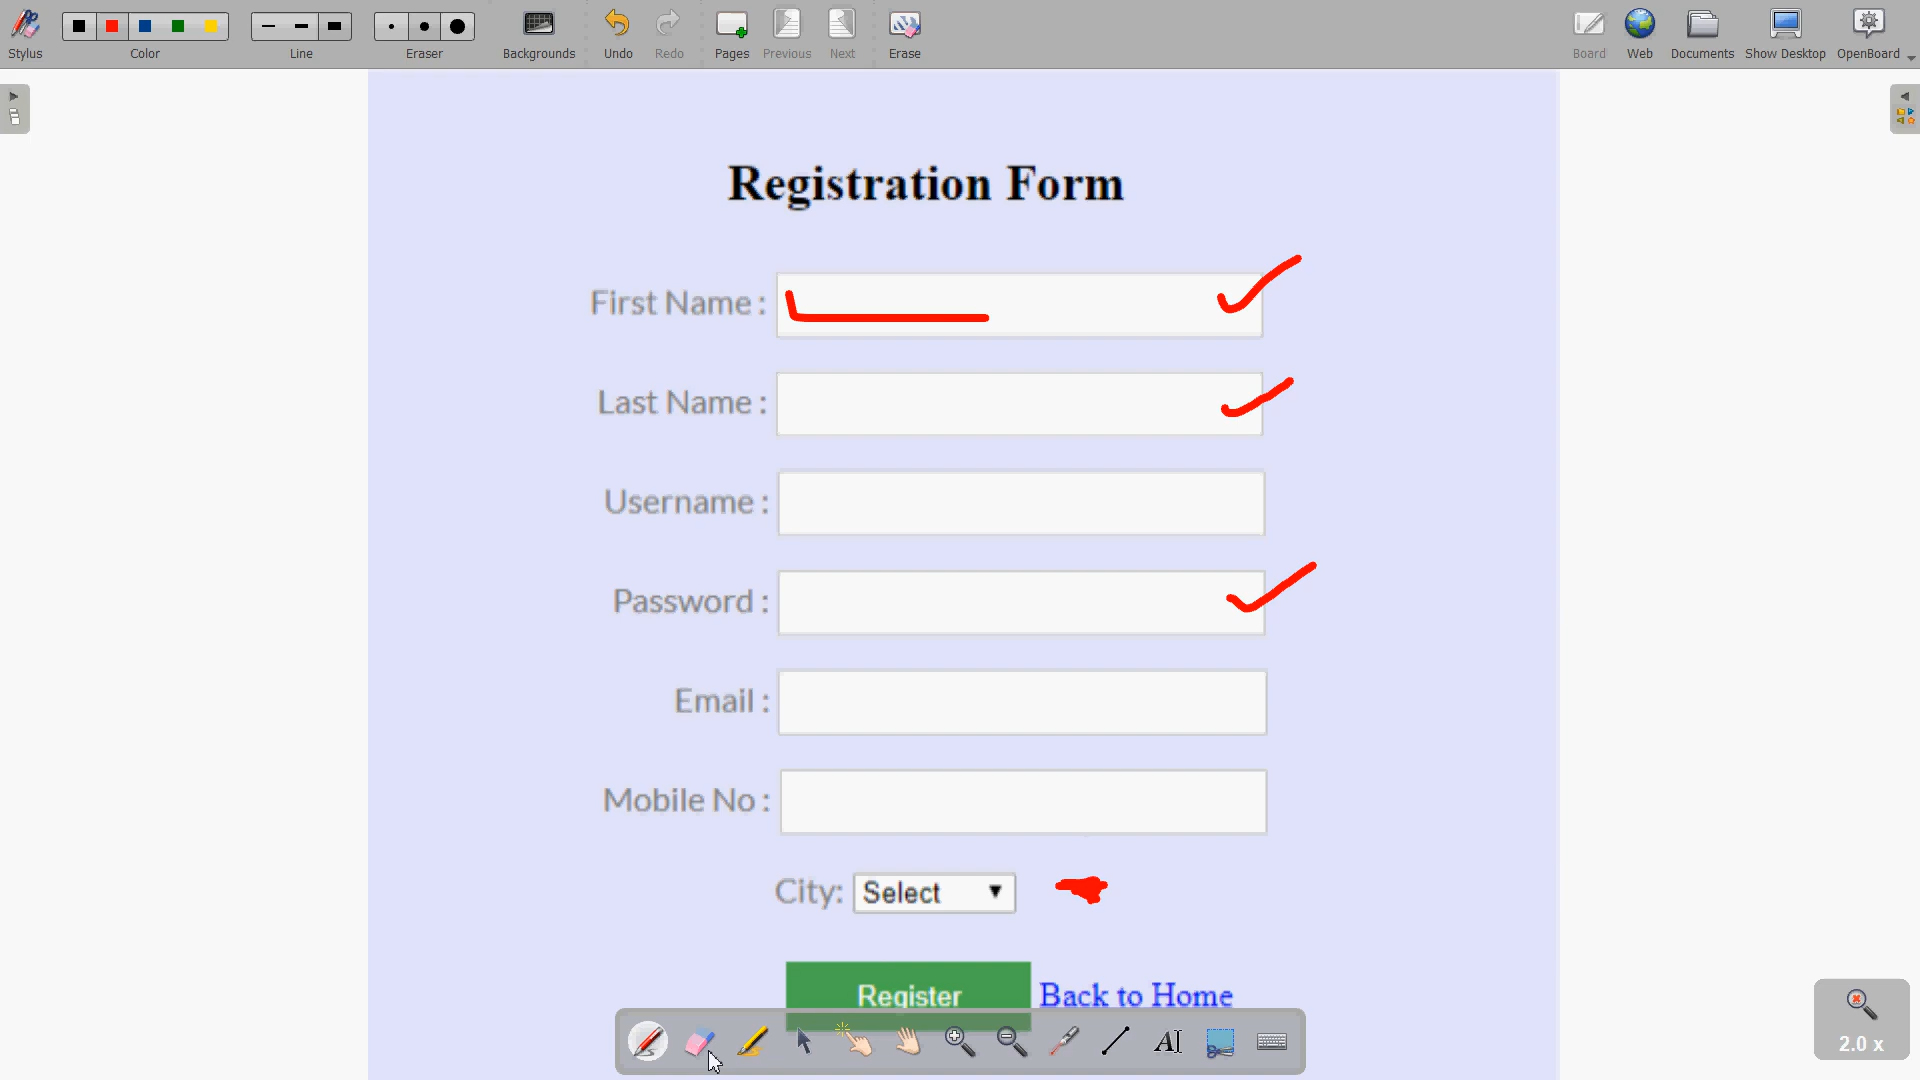 Stylus Color Line Eraser Backgrounds Undo Redo Pages Previous Next Erase Board Web Documents Show Desktop OpenBoard
Registration Form
First Name :
Last Name :
Username :
Password :
Email :
Mobile No :
City: Select
Register Back to Home
2.0 x